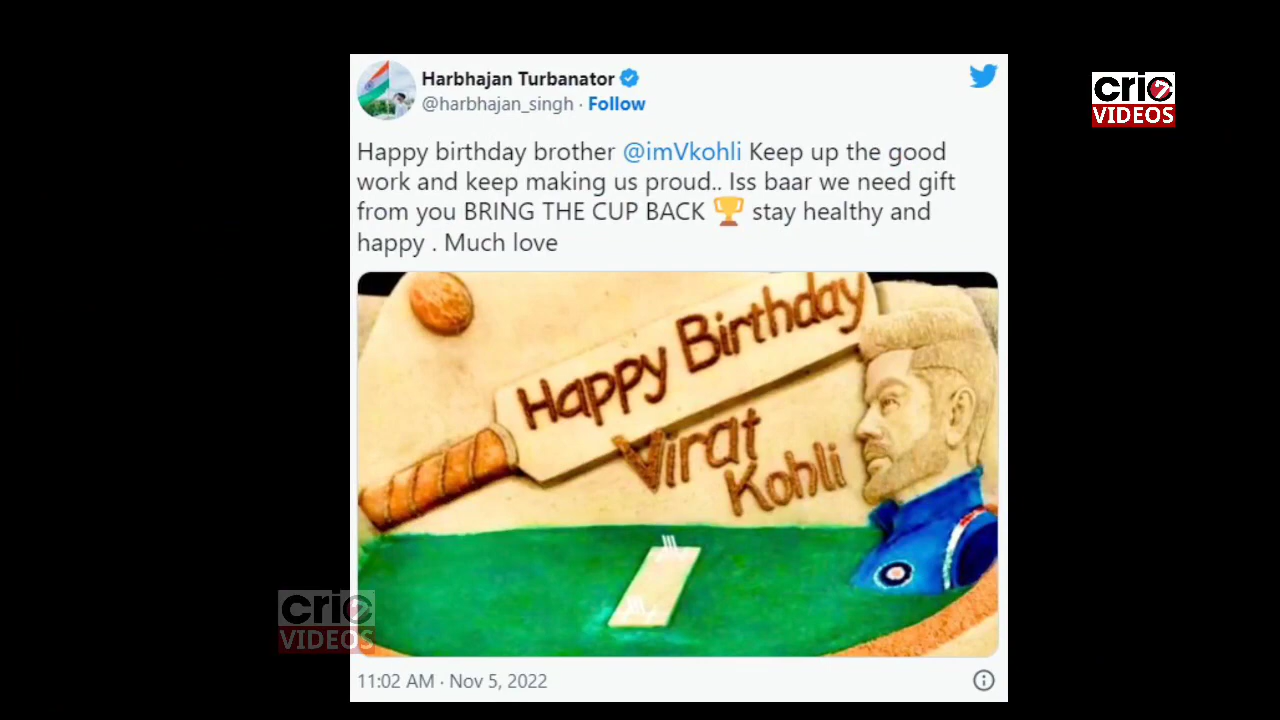 Harbhajan Turbanator
@harbhajan_singh · Follow
Happy birthday brother @imVkohli Keep up the good
work and keep making us proud.. Iss baar we need gift
from you BRING THE CUP BACK 🏆 stay healthy and
happy . Much love
Happy Birthday
Virat
Kohli
11:02 AM · Nov 5, 2022
cric7
VIDEOS
cric7
VIDEOS